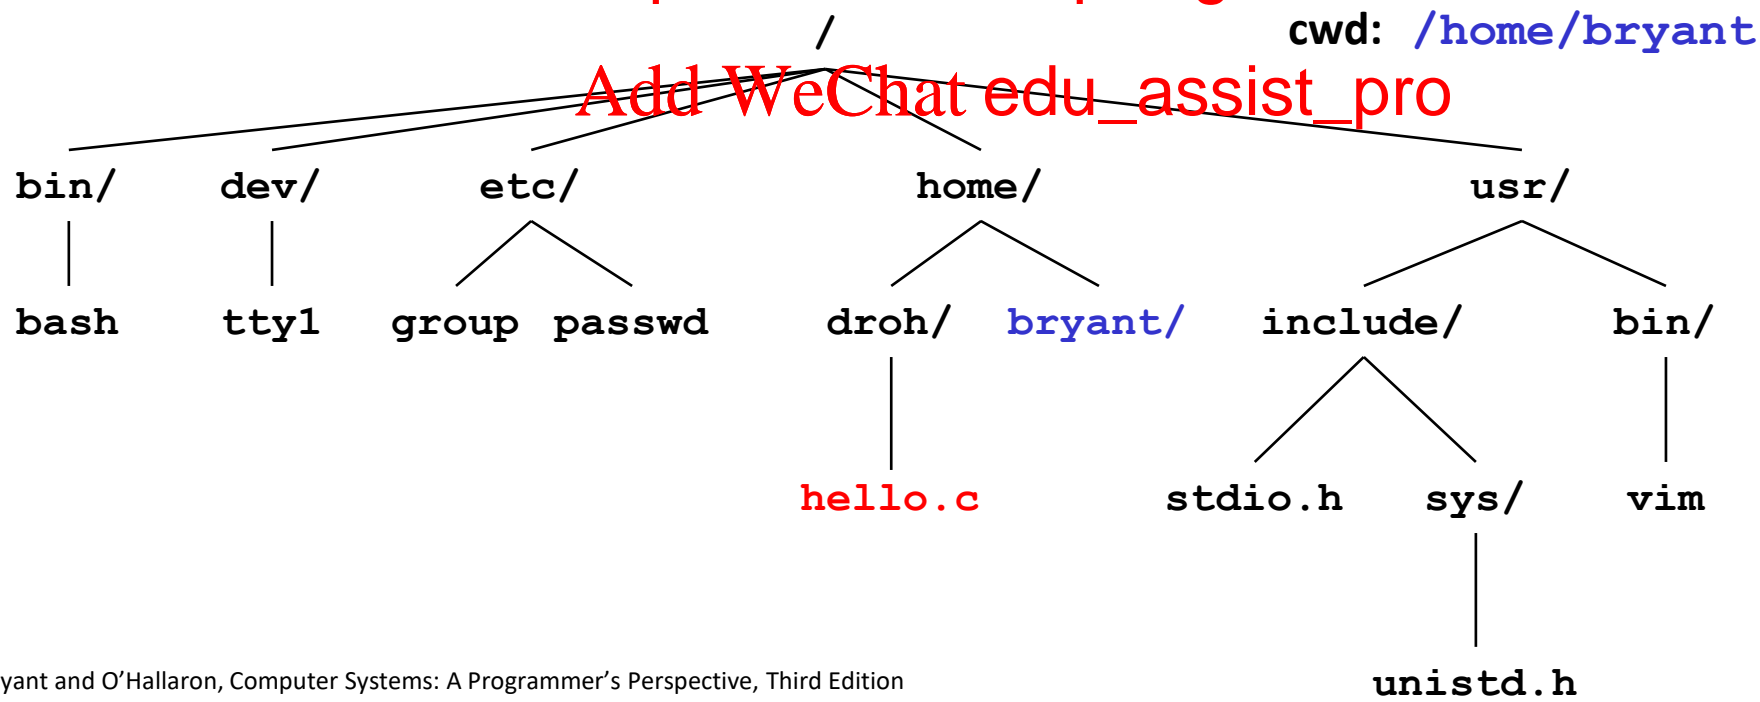 /
cwd: /home/bryant
Add WeChat edu_assist_pro
bin/ dev/ etc/ home/ usr/
bash tty1 group passwd droh/ bryant/ include/ bin/
hello.c stdio.h sys/ vim
unistd.h
and O'Hallaron, Computer Systems: A Programmer's Perspective, Third Edition